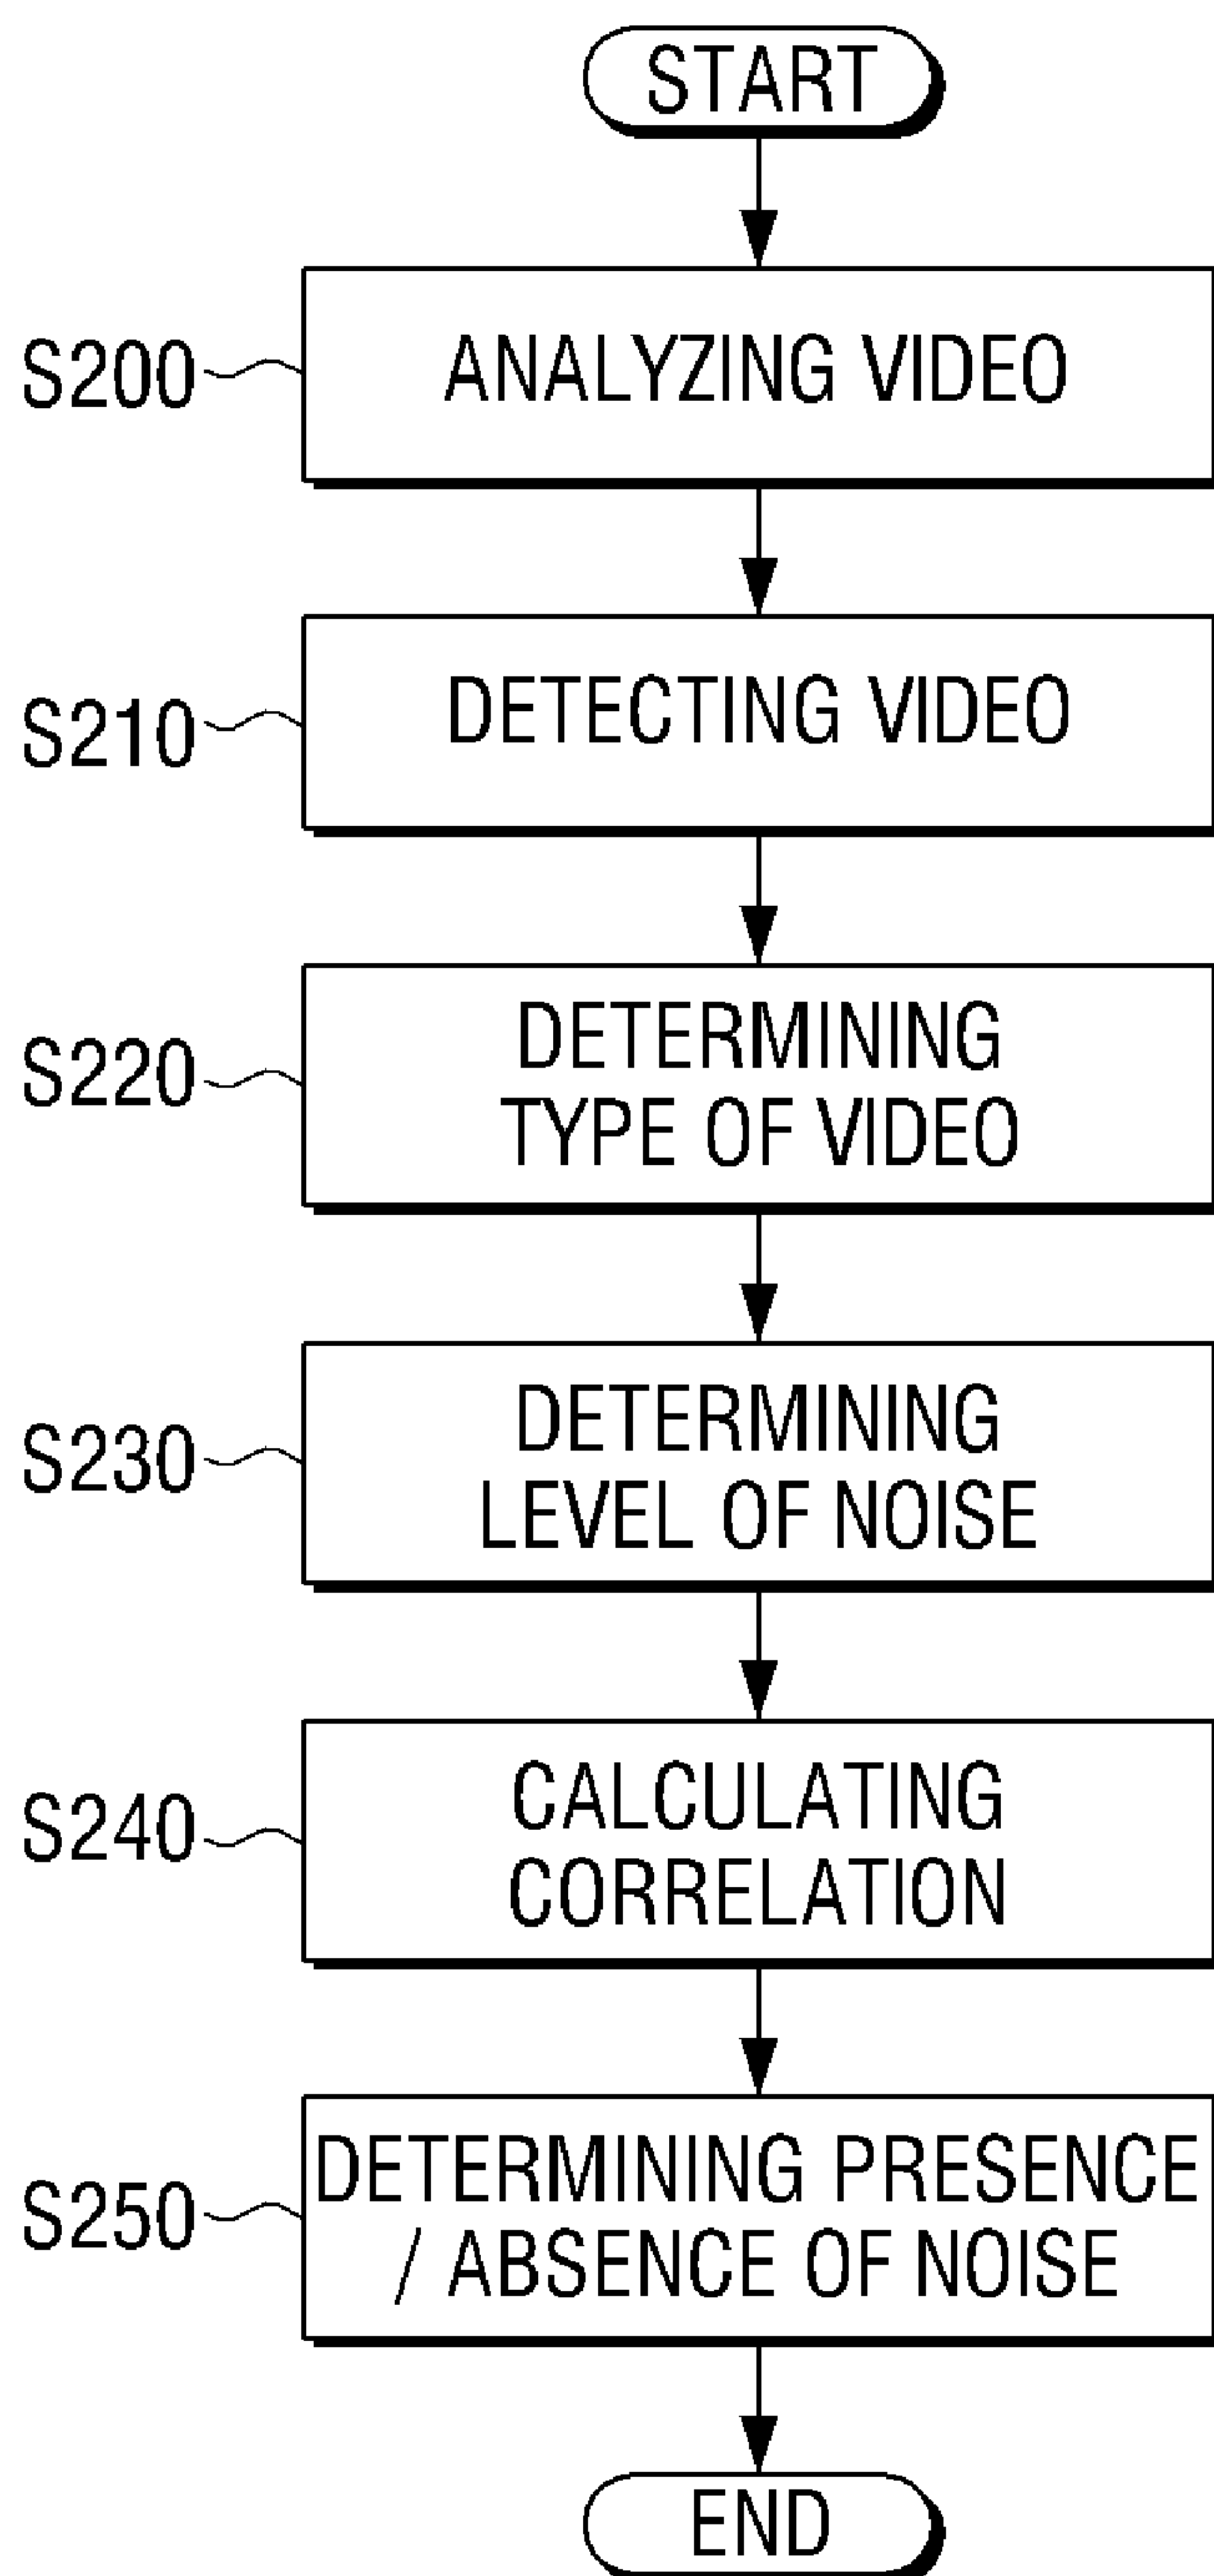 START
S200
ANALYZING VIDEO
S210
DETECTING VIDEO
S220
DETERMINING
TYPE OF VIDEO
S230
DETERMINING
LEVEL OF NOISE
S240
CALCULATING
CORRELATION
S250
DETERMINING PRESENCE
/ ABSENCE OF NOISE
END